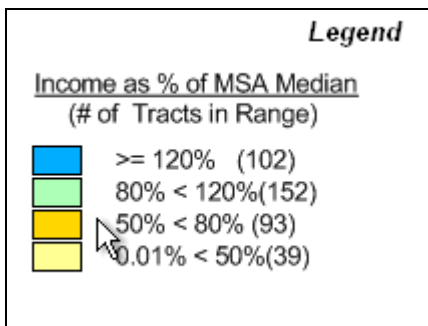 Legend
Income as % of MSA Median
(# of Tracts in Range)
>= 120% (102)
80% < 120%(152)
50% < 80% (93)
0.01% < 50%(39)